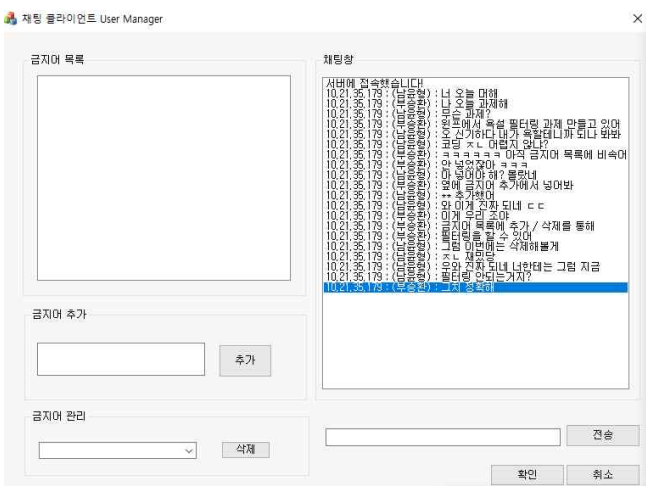 채팅 클라이언트 User Manager
금지어 목록
채팅창
서버에 접속했습니다!
10.21.35.179 : (남윤형) : 너 오늘 머해
10.21.35.179 : (부승환) : 나 오늘 과제해
10.21.35.179 : (남윤형) : 무슨 과제?
10.21.35.179 : (부승환) : 윈프에서 욕설 필터링 과제 만들고 있어
10.21.35.179 : (남윤형) : 오 신기하다 내가 욕할테니까 되나 봐봐
10.21.35.179 : (남윤형) : 코딩 ㅈㄴ 어렵지 않냐?
10.21.35.179 : (부승환) : ㅋㅋㅋㅋㅋㅋ 아직 금지어 목록에 비속어
10.21.35.179 : (부승환) : 안 넣었잖아 ㅋㅋㅋ
10.21.35.179 : (남윤형) : 아 넣어야 해? 몰랐네
10.21.35.179 : (부승환) : 옆에 금지어 추가에서 넣어봐
10.21.35.179 : (남윤형) : ** 추가했어
10.21.35.179 : (남윤형) : 와 이게 진짜 되네 ㄷㄷ
10.21.35.179 : (부승환) : 이게 우리 조야
10.21.35.179 : (부승환) : 금지어 목록에 추가 / 삭제를 통해
10.21.35.179 : (부승환) : 필터링을 할 수 있어
10.21.35.179 : (남윤형) : 그럼 이번에는 삭제해볼게
10.21.35.179 : (남윤형) : ㅈㄴ 재밌당
10.21.35.179 : (남윤형) : 우와 진짜 되네 너한테는 그럼 지금
10.21.35.179 : (남윤형) : 필터링 안되는거지?
10.21.35.179 : (부승환) : 그치 정확해
금지어 추가
추가
금지어 관리
삭제
전송
확인
취소